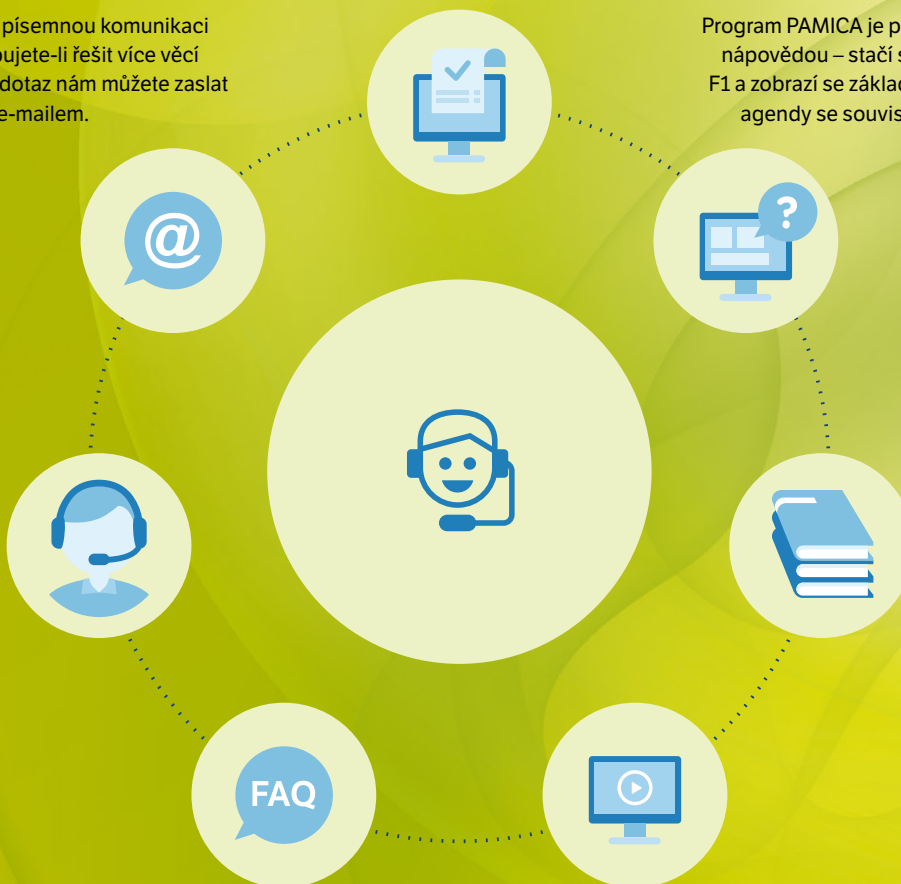 písemnou komunikaci
ujete-li řešit více věcí
dotaz nám můžete zaslat
e-mailem.
Program PAMICA je p
nápovědou – stačí s
F1 a zobrazí se základ
agendy se souvis
@
?
FAQ